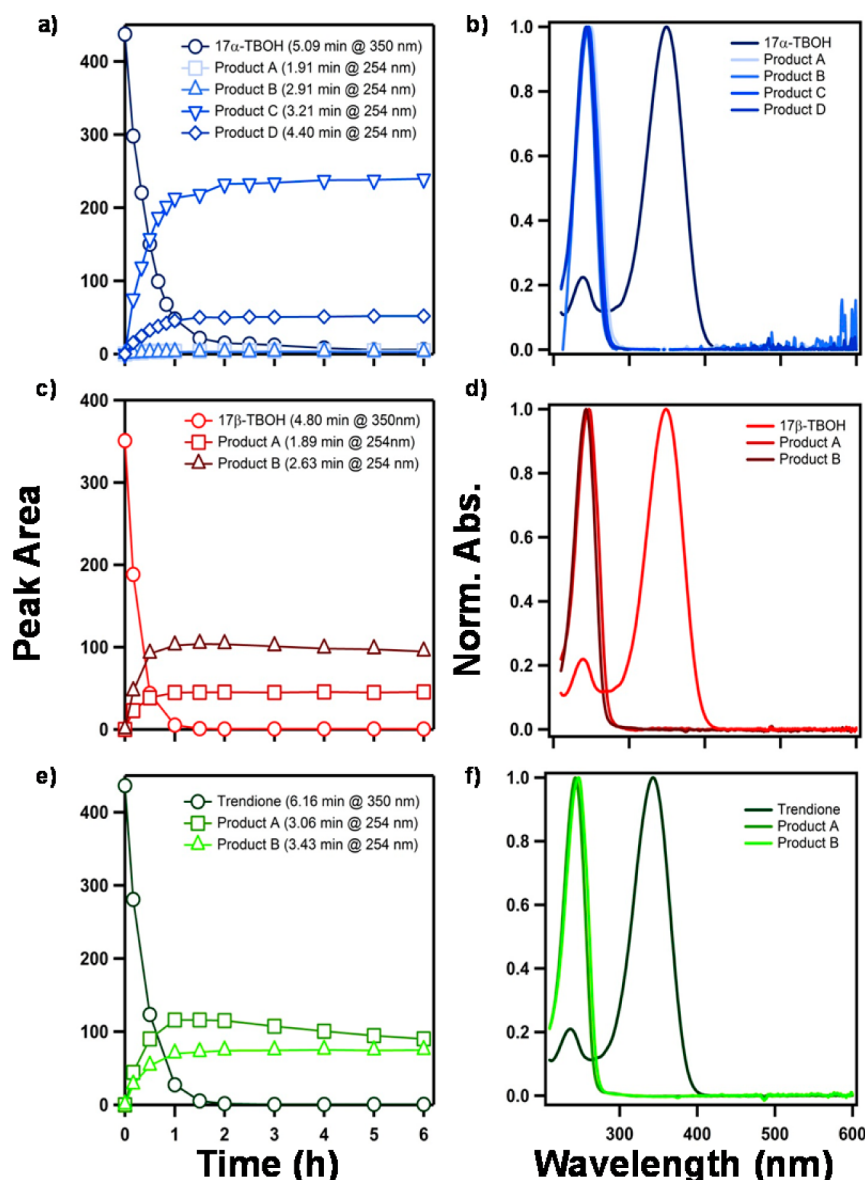 a)
400
300
200
100
0
17α-TBOH (5.09 min @ 350 nm)
Product A (1.91 min @ 254 nm)
Product B (2.91 min @ 254 nm)
Product C (3.21 min @ 254 nm)
Product D (4.40 min @ 254 nm)
b)
1.0
0.8
0.6
0.4
0.2
0.0
17α-TBOH
Product A
Product B
Product C
Product D
c)
400
300
200
100
0
17β-TBOH (4.80 min @ 350nm)
Product A (1.89 min @ 254nm)
Product B (2.63 min @ 254 nm)
d)
1.0
0.8
0.6
0.4
0.2
0.0
17β-TBOH
Product A
Product B
e)
400
300
200
100
0
Trendione (6.16 min @ 350 nm)
Product A (3.06 min @ 254 nm)
Product B (3.43 min @ 254 nm)
f)
1.0
0.8
0.6
0.4
0.2
0.0
Trendione
Product A
Product B
Peak Area
Norm. Abs.
0 1 2 3 4 5 6
300 400 500 600
Time (h)
Wavelength (nm)